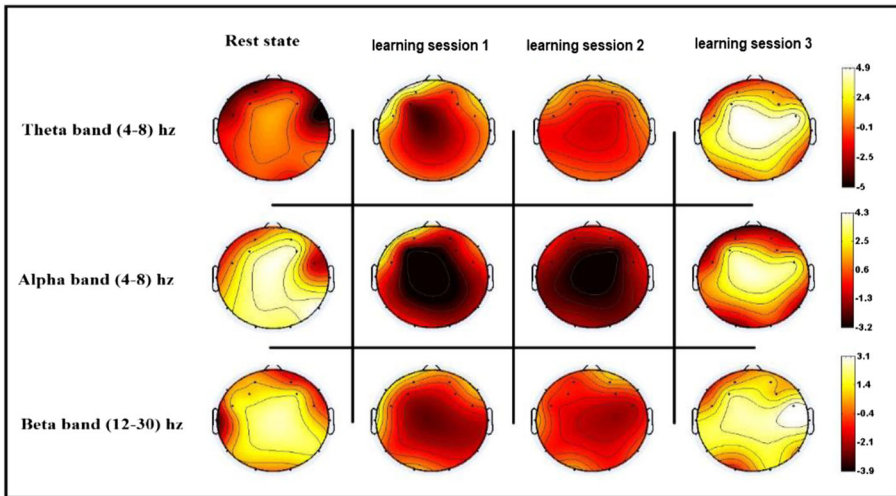 Rest state
learning session 1
learning session 2
learning session 3
Theta band (4-8) hz
4.9
2.4
-0.1
-2.5
-5
Alpha band (4-8) hz
4.3
2.4
0.6
-1.3
-3.2
Beta band (12-30) hz
3.1
1.4
-0.4
-2.1
-3.9